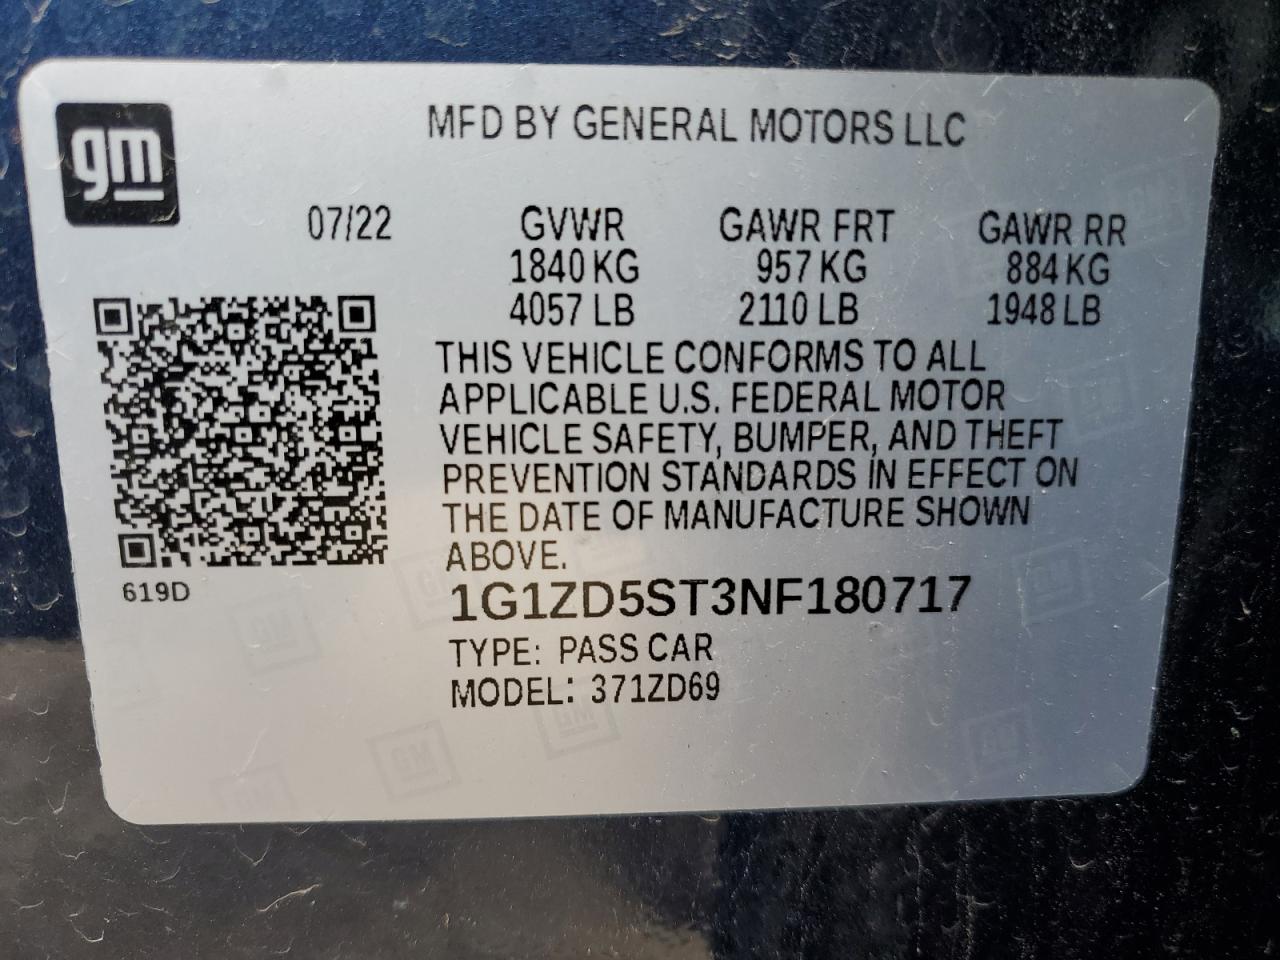 gm
MFD BY GENERAL MOTORS LLC
07/22 GVWR GAWR FRT GAWR RR
1840 KG 957 KG 884 KG
4057 LB 2110 LB 1948 LB
THIS VEHICLE CONFORMS TO ALL
APPLICABLE U.S. FEDERAL MOTOR
VEHICLE SAFETY, BUMPER, AND THEFT
PREVENTION STANDARDS IN EFFECT ON
THE DATE OF MANUFACTURE SHOWN
ABOVE.
619D
1G1ZD5ST3NF180717
TYPE: PASS CAR
MODEL: 371ZD69